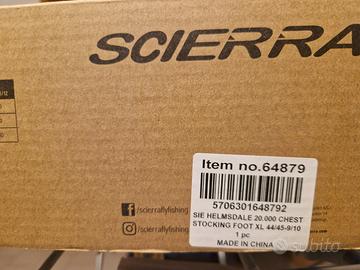 SCIERRA
/12
Item no.64879
5706301648792
SIE HELMSDALE 20.000 CHEST
STOCKING FOOT XL 44/45-9/10
1 pc
MADE IN CHINA
/scierraflyfishing
/scierraflyfishing
subito